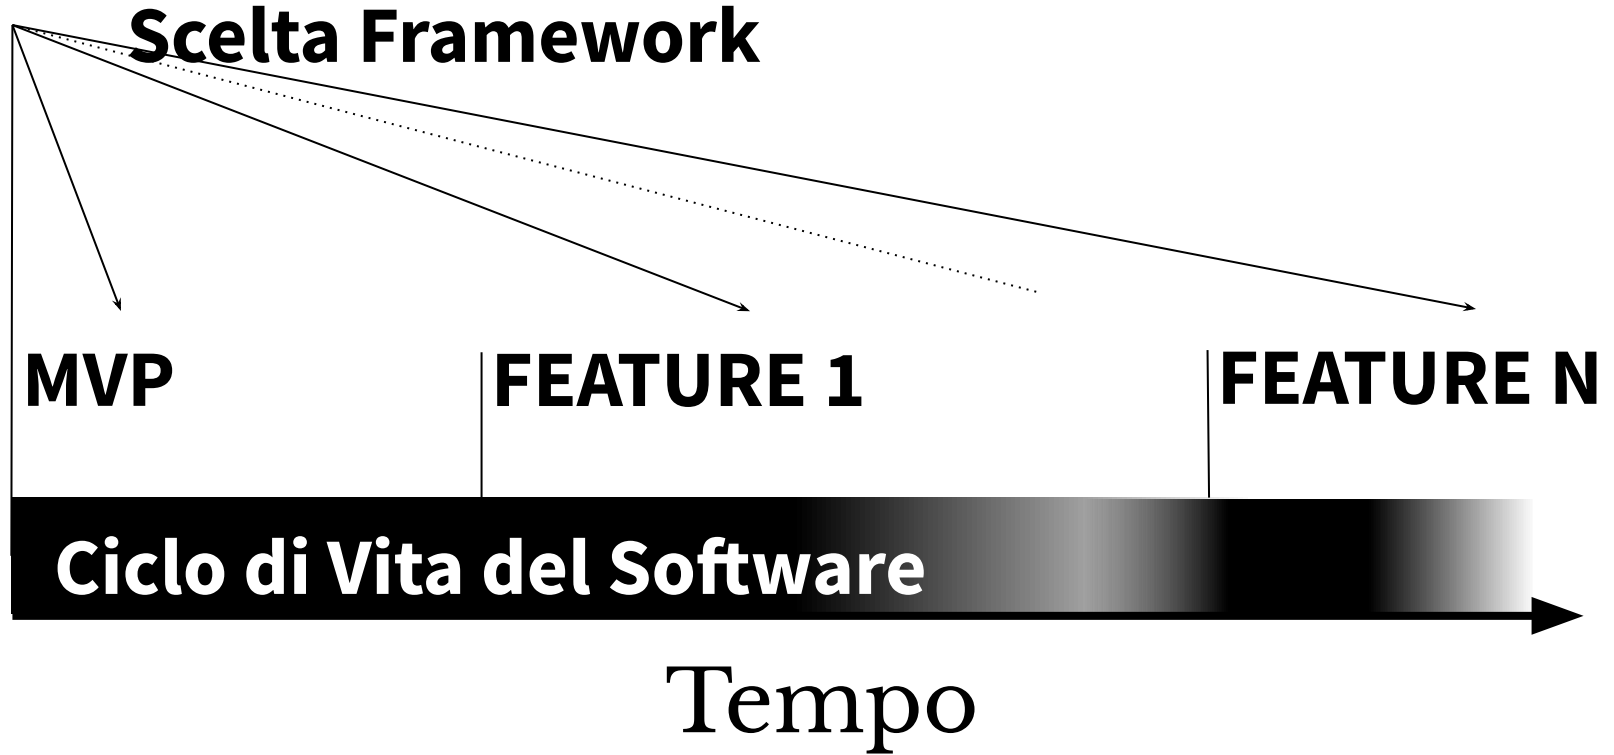 Scelta Framework
MVP
FEATURE 1
FEATURE N
Ciclo di Vita del Software
Tempo